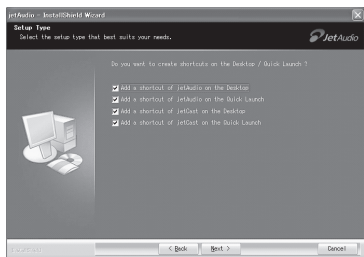 jetAudio - InstallShield Wizard
Setup Type
Select the setup type that best suits your needs.
JetAudio
Do you want to create shortcuts on the Desktop / Quick Launch ?
Add a shortcut of jetAudio on the Desktop
Add a shortcut of jetAudio on the Quick Launch
Add a shortcut of jetCast on the Desktop
Add a shortcut of jetCast on the Quick Launch
< Back
Next >
Cancel